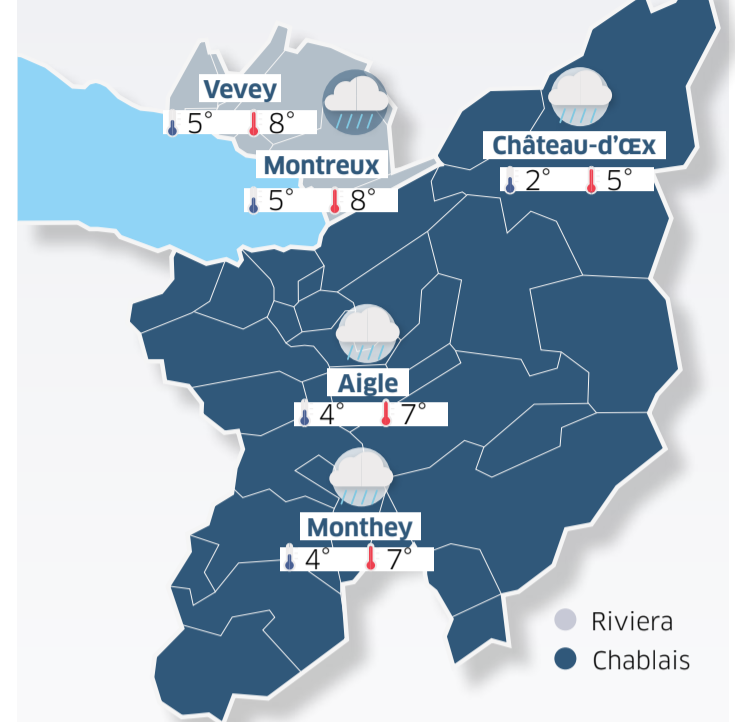 Vevey
5° 8°
Montreux
5° 8°
Château-d'Œx
2° 5°
Aigle
4° 7°
Monthey
4° 7°
Riviera
Chablais